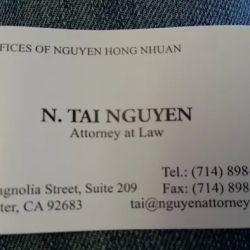 FICES OF NGUYEN HONG NHUAN
N. TAI NGUYEN
Attorney at Law
Tel.: (714) 898
agnolia Street, Suite 209
Fax: (714) 898
ter, CA 92683
tai@nguyenattorney